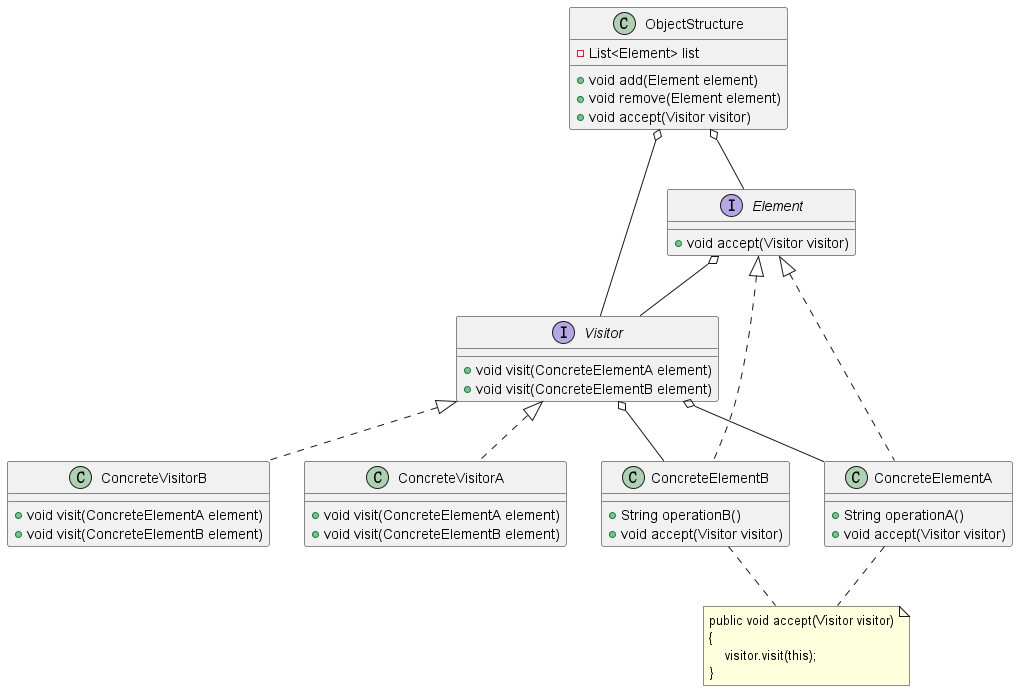 C ObjectStructure
List<Element> list
void add(Element element)
void remove(Element element)
void accept(Visitor visitor)
I Element
void accept(Visitor visitor)
I Visitor
void visit(ConcreteElementA element)
void visit(ConcreteElementB element)
C ConcreteVisitorB
void visit(ConcreteElementA element)
void visit(ConcreteElementB element)
C ConcreteVisitorA
void visit(ConcreteElementA element)
void visit(ConcreteElementB element)
C ConcreteElementB
String operationB()
void accept(Visitor visitor)
C ConcreteElementA
String operationA()
void accept(Visitor visitor)
public void accept(Visitor visitor)
{
visitor.visit(this);
}